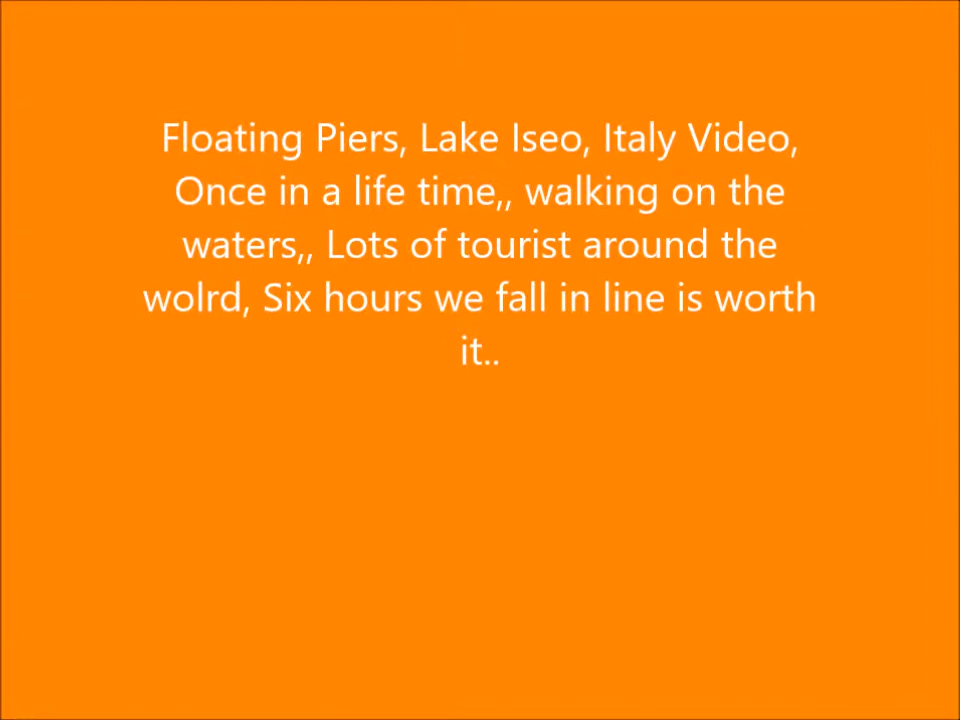 Floating Piers, Lake Iseo, Italy Video,
Once in a life time,, walking on the
waters,, Lots of tourist around the
wolrd, Six hours we fall in line is worth
it..